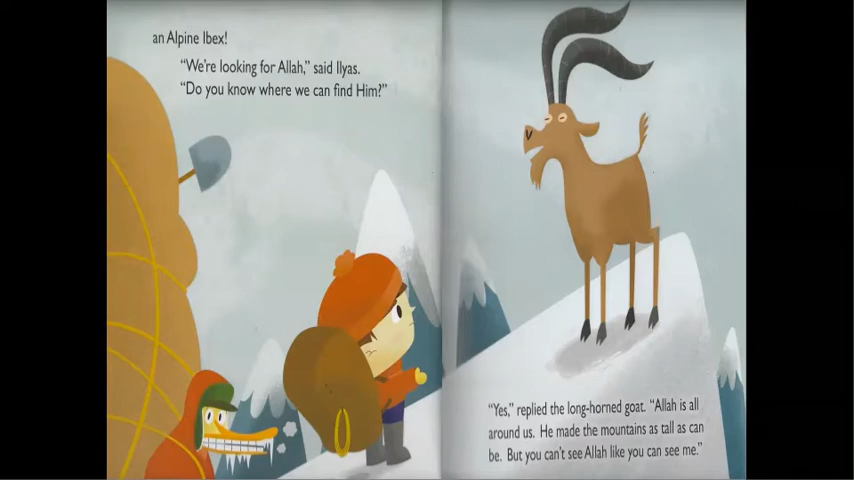 an Alpine Ibex!
"We're looking for Allah," said Ilyas.
"Do you know where we can find Him?"
"Yes," replied the long-horned goat. "Allah is all
around us. He made the mountains as tall as can
be. But you can't see Allah like you can see me."